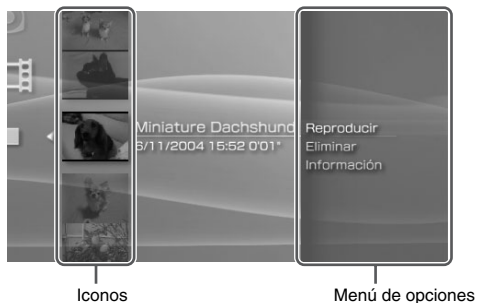 Miniature Dachshund
6/11/2004 15:52 0'01"
Reproducir
Eliminar
Información
Iconos
Menú de opciones